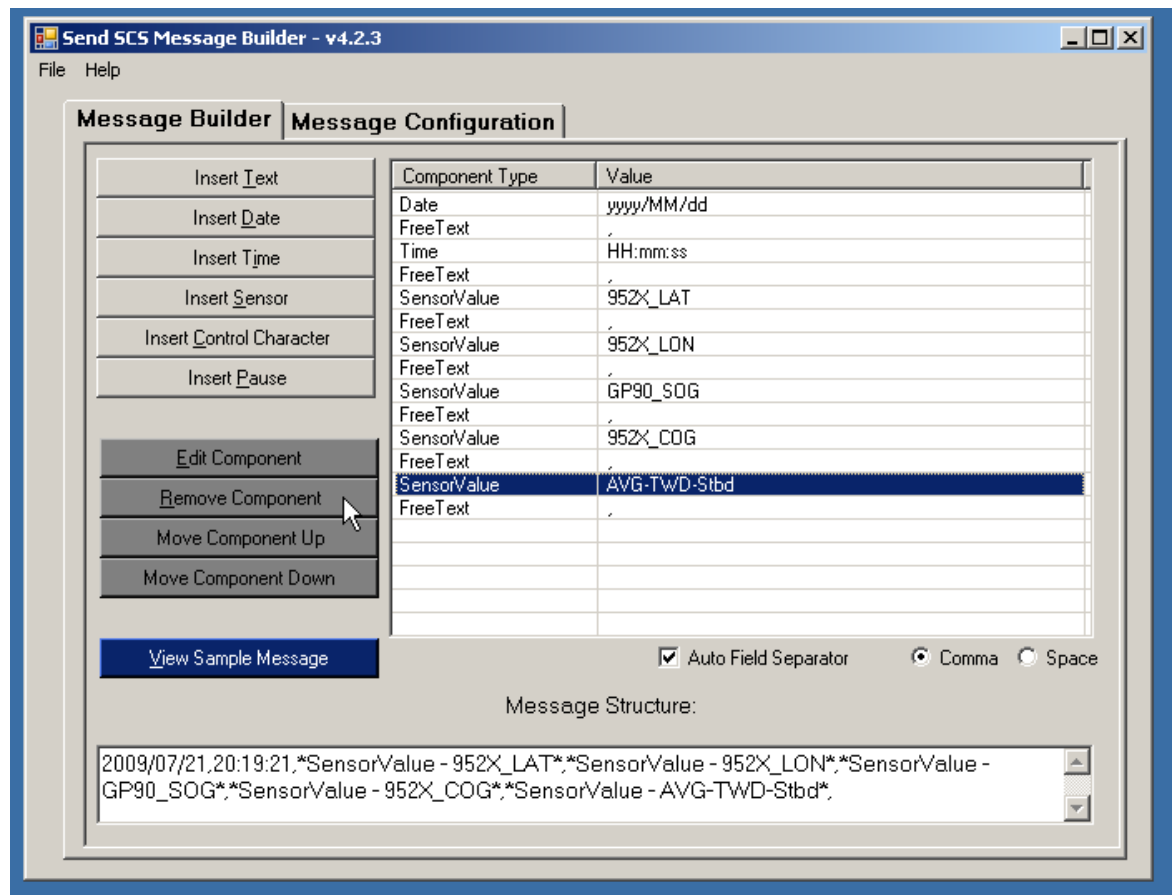 Send SCS Message Builder - v4.2.3
File Help
Message Builder Message Configuration
Insert Text
Insert Date
Insert Time
Insert Sensor
Insert Control Character
Insert Pause
Edit Component
Remove Component
Move Component Up
Move Component Down
View Sample Message
Component Type Value
Date yyyy/MM/dd
FreeText ,
Time HH:mm:ss
FreeText ,
SensorValue 952X_LAT
FreeText ,
SensorValue 952X_LON
FreeText ,
SensorValue GP90_SOG
FreeText ,
SensorValue 952X_COG
FreeText ,
SensorValue AVG-TWD-Stbd
FreeText ,
Auto Field Separator Comma Space
Message Structure:
2009/07/21,20:19:21,*SensorValue - 952X_LAT*,*SensorValue - 952X_LON*,*SensorValue -
GP90_SOG*,*SensorValue - 952X_COG*,*SensorValue - AVG-TWD-Stbd*,